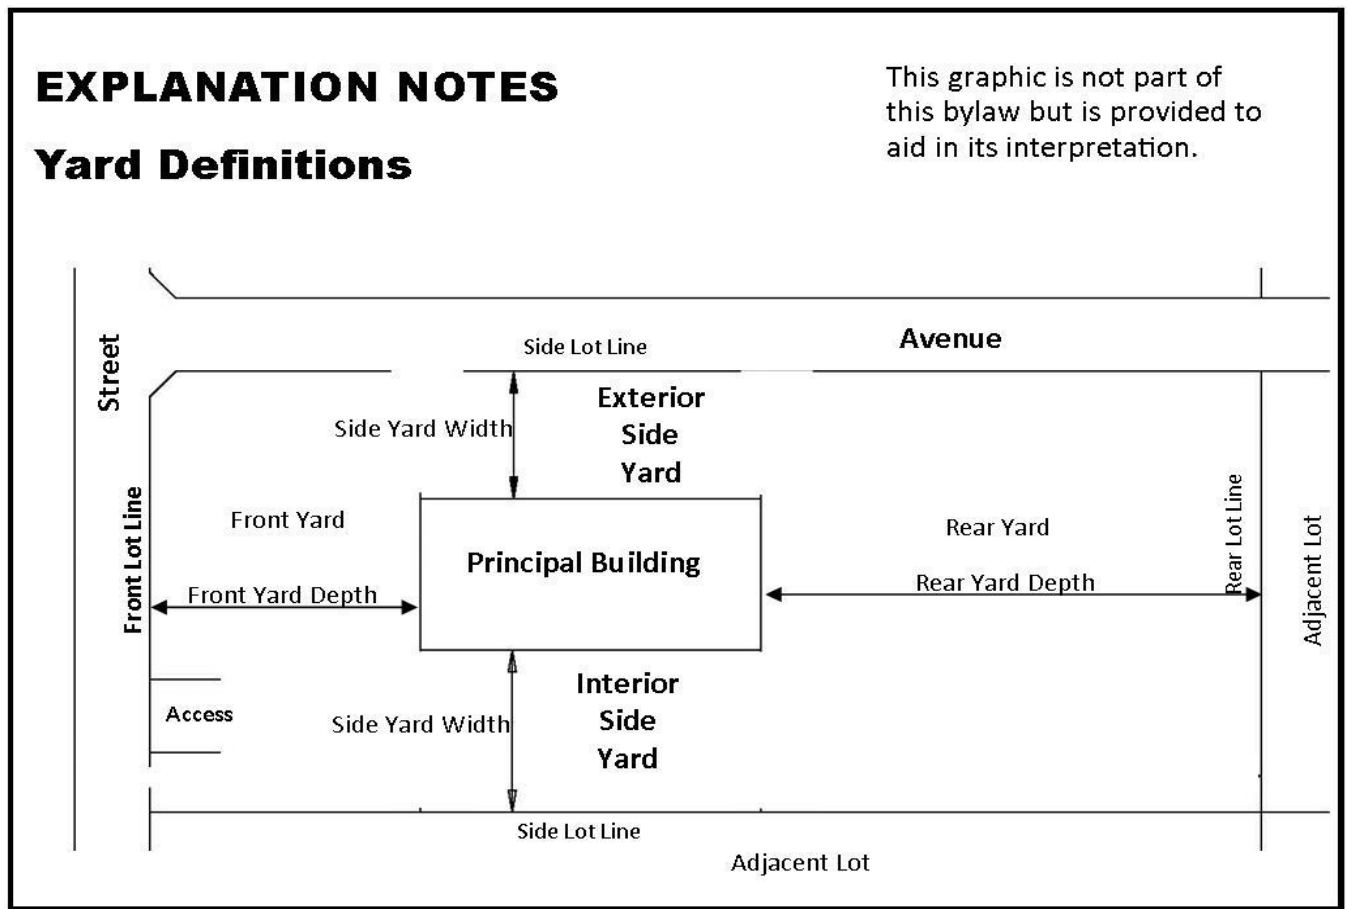 EXPLANATION NOTES
Yard Definitions
This graphic is not part of
this bylaw but is provided to
aid in its interpretation.
Street
Side Lot Line
Avenue
Side Yard Width
Exterior
Side
Yard
Front Lot Line
Front Yard
Front Yard Depth
Principal Building
Rear Yard
Rear Yard Depth
Rear Lot Line
Adjacent Lot
Access
Side Yard Width
Interior
Side
Yard
Side Lot Line
Adjacent Lot